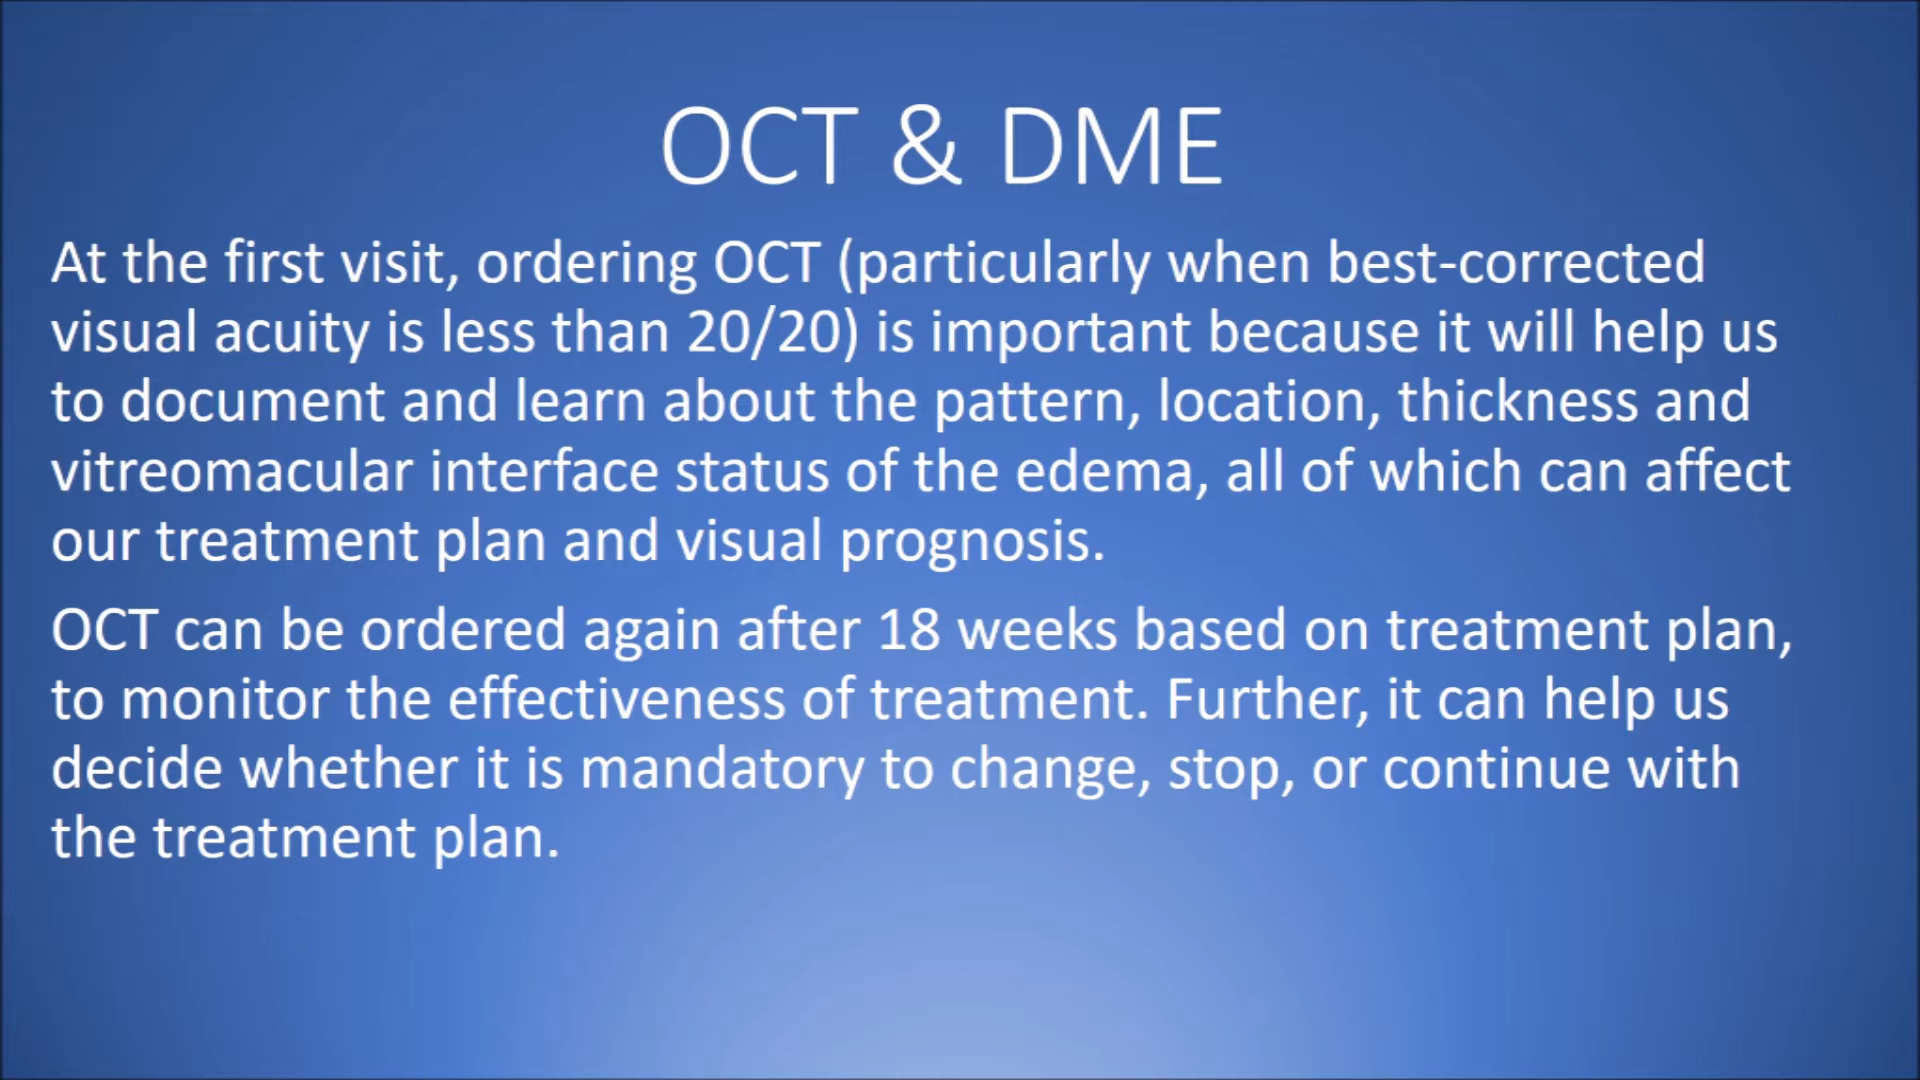 OCT & DME
At the first visit, ordering OCT (particularly when best-corrected
visual acuity is less than 20/20) is important because it will help us
to document and learn about the pattern, location, thickness and
vitreomacular interface status of the edema, all of which can affect
our treatment plan and visual prognosis.
OCT can be ordered again after 18 weeks based on treatment plan,
to monitor the effectiveness of treatment. Further, it can help us
decide whether it is mandatory to change, stop, or continue with
the treatment plan.